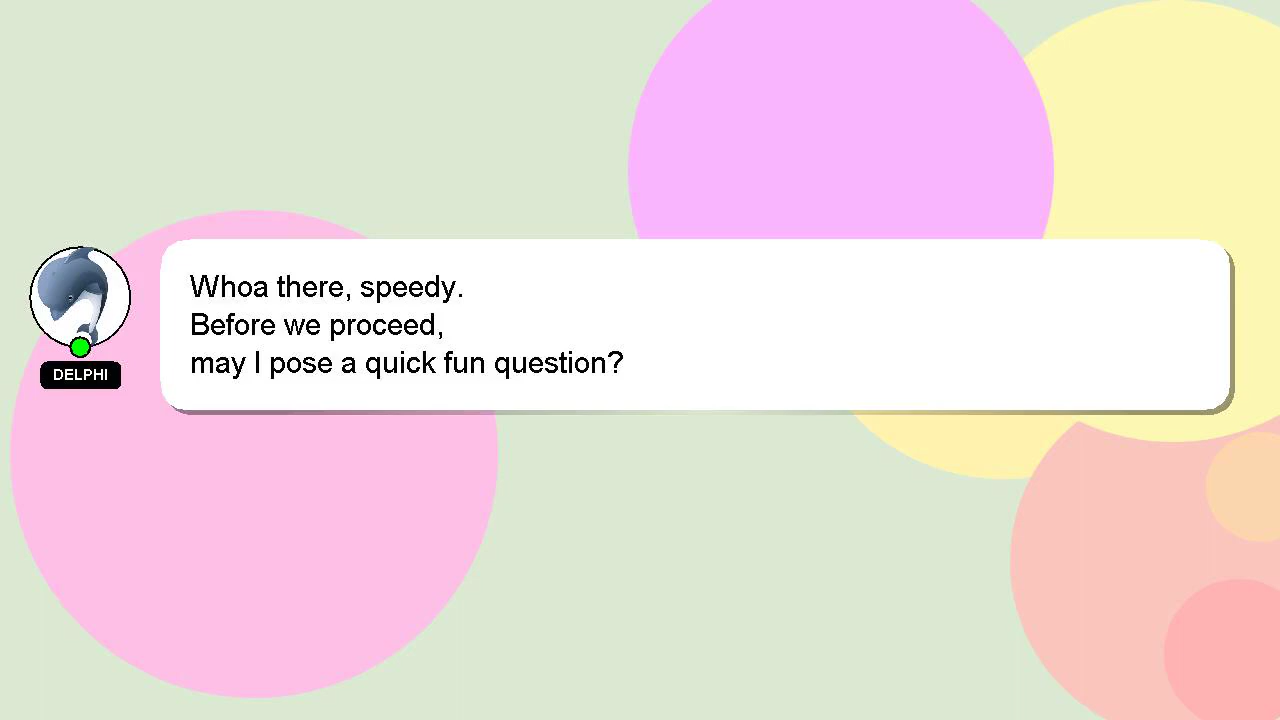 Whoa there, speedy.
Before we proceed,
may I pose a quick fun question?
DELPHI